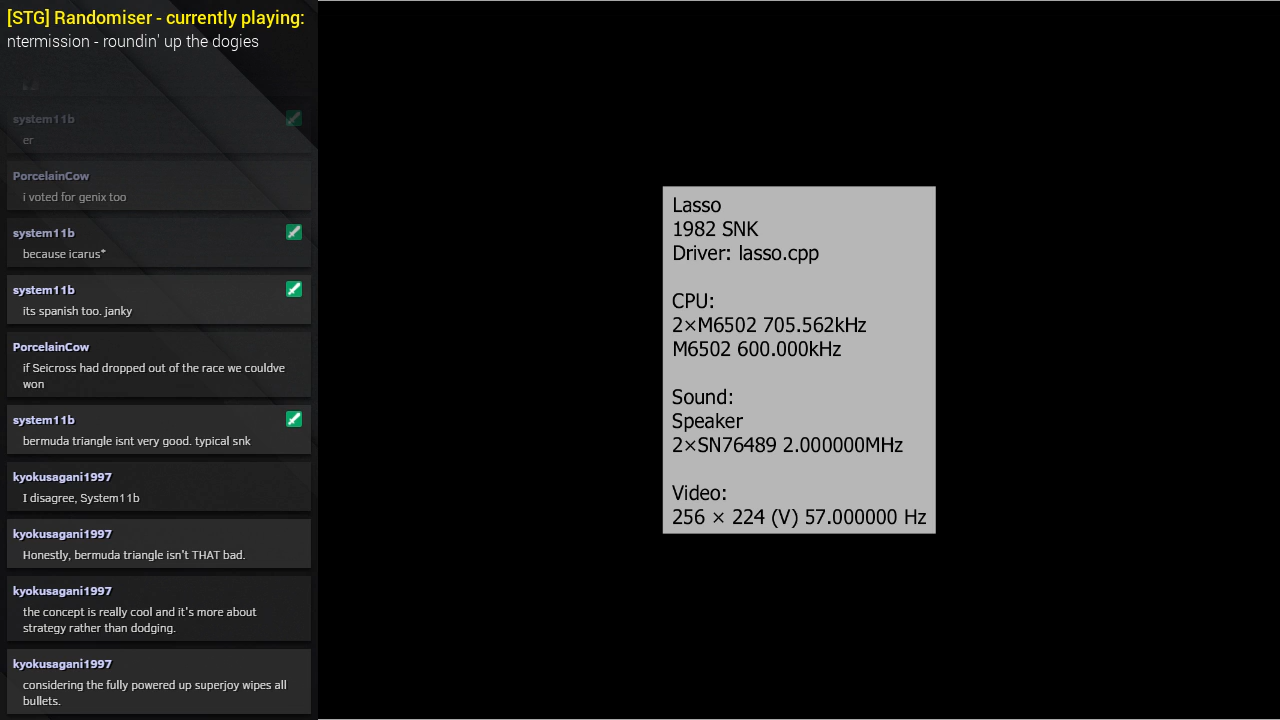 [STG] Randomiser - currently playing:
ntermission - roundin' up the dogies
system11b
er
PorcelainCow
i voted for genix too
system11b
because icarus*
system11b
its spanish too. janky
PorcelainCow
if Seicross had dropped out of the race we couldve
won
system11b
bermuda triangle isnt very good. typical snk
kyokusagani1997
I disagree, System11b
kyokusagani1997
Honestly, bermuda triangle isn't THAT bad.
kyokusagani1997
the concept is really cool and it's more about
strategy rather than dodging.
kyokusagani1997
considering the fully powered up superjoy wipes all
bullets.
Lasso
1982 SNK
Driver: lasso.cpp
CPU:
2×M6502 705.562kHz
M6502 600.000kHz
Sound:
Speaker
2×SN76489 2.000000MHz
Video:
256 × 224 (V) 57.000000 Hz